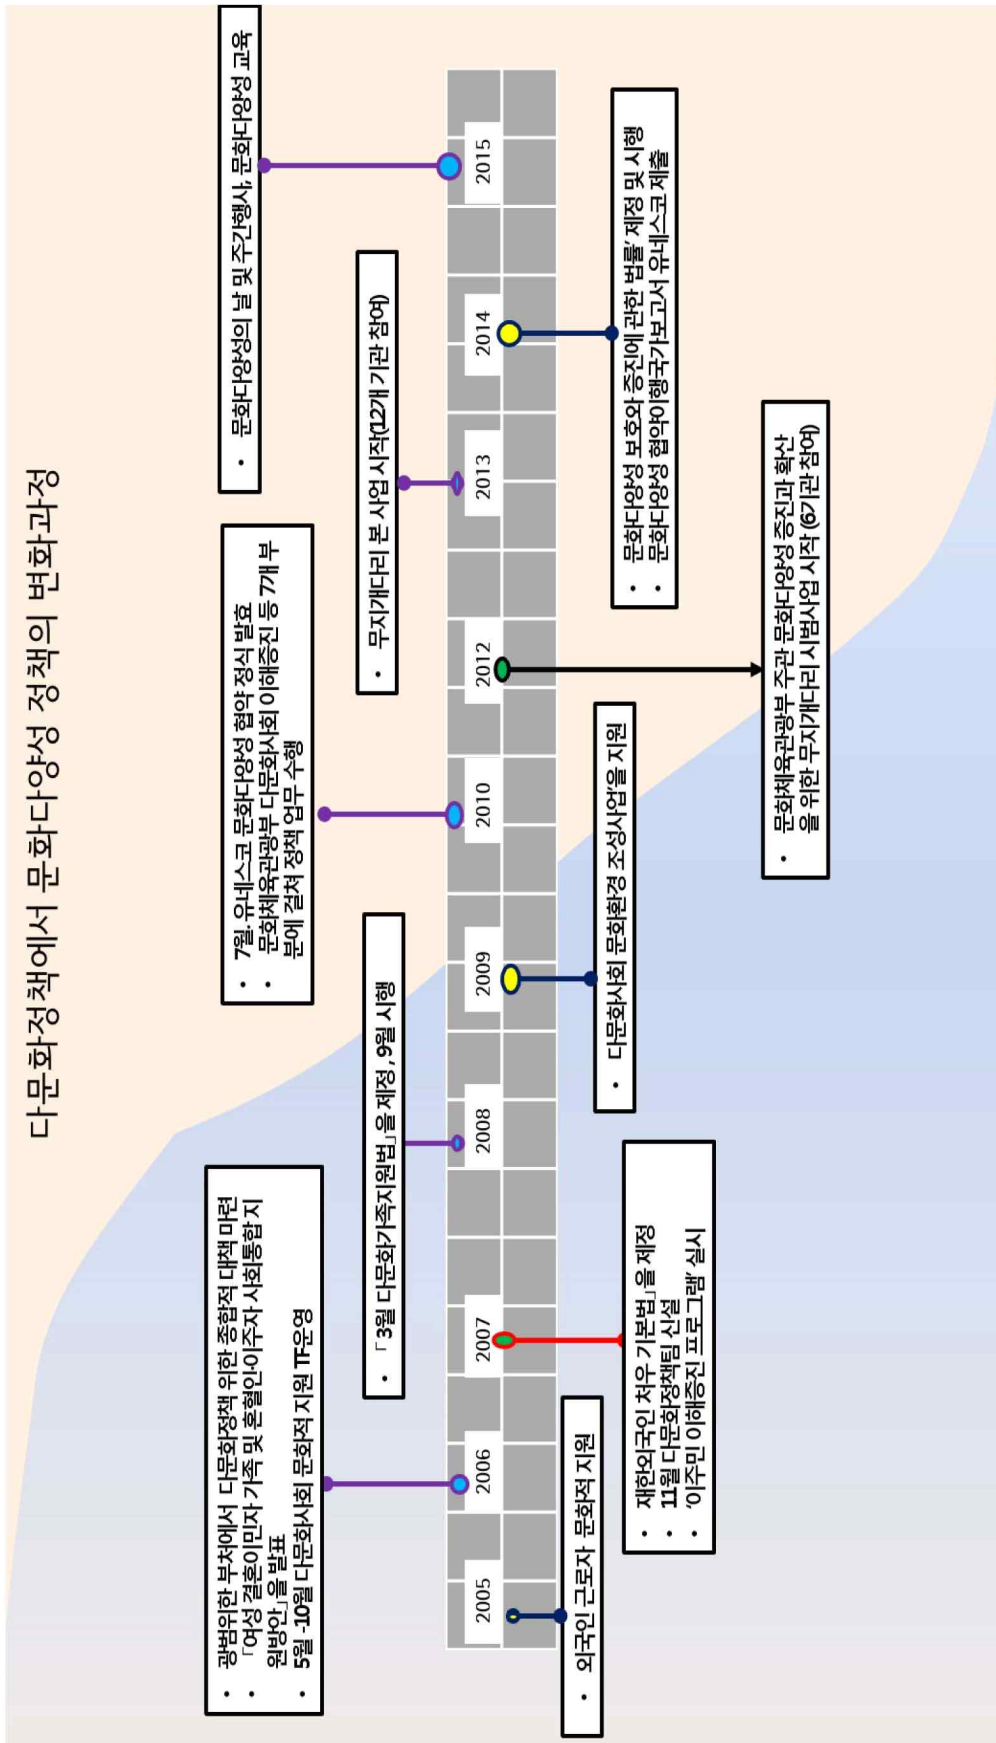 다문화정책에서 문화다양성 정책의 변화과정
• 광범위한 부처에서 다문화정책 위한 종합적 대책 마련
• 「여성 결혼이민자 가족 및 혼혈인·이주자 사회통합 지
원방안」을 발표
• 5월 -10월 다문화사회 문화적 지원 TF운영
• 「3월 다문화가족지원법」을 제정, 9월 시행
• 7월· 유네스코 문화다양성 협약 정식 발효
• 문화체육관광부 다문화사회 이해증진 등 7개 부
분에 걸쳐 정책 업무 수행
• 무지개다리 본 사업 시작(12개 기관 참여)
• 문화다양성의 날 및 주간행사, 문화다양성 교육
2005
2006
2007
2008
2009
2010
2012
2013
2014
2015
• 외국인 근로자 문화적 지원
• 재한외국인 처우 기본법」을 제정
• 11월 다문화정책팀 신설
• '이주민 이해증진 프로그램' 실시
• 다문화사회 문화환경 조성사업'을 지원
• 문화체육관광부 주관 문화다양성 증진과 확산
을 위한 무지개다리 시범사업 시작 (6기관 참여)
• 문화다양성 보호와 증진에 관한 법률' 제정 및 시행
• 문화다양성 협약이행국가보고서 유네스코 제출